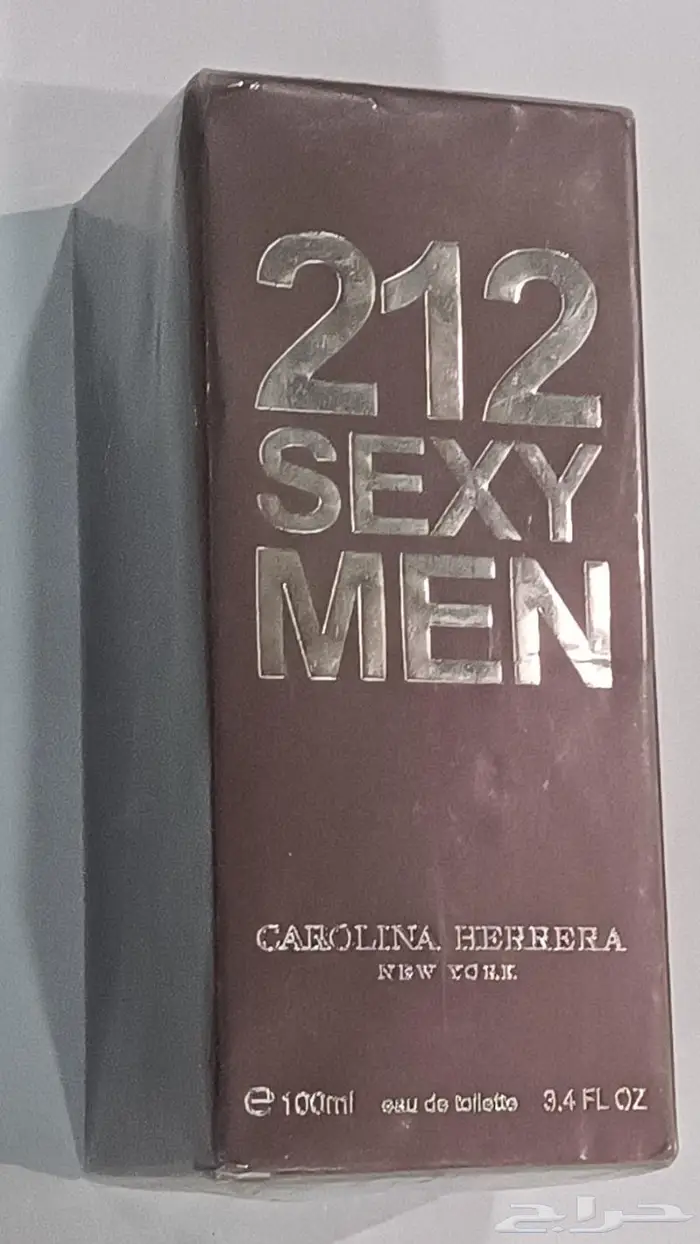 212
SEXY
MEN
CAROLINA HERRERA
NEW YORK
℮ 100ml eau de toilette 3.4 FL OZ
حراج